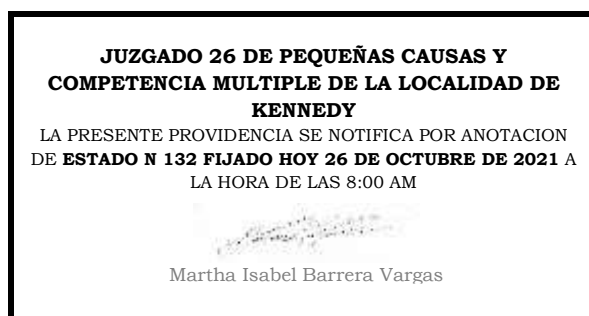 JUZGADO 26 DE PEQUEÑAS CAUSAS Y
COMPETENCIA MULTIPLE DE LA LOCALIDAD DE
KENNEDY
LA PRESENTE PROVIDENCIA SE NOTIFICA POR ANOTACION
DE ESTADO N 132 FIJADO HOY 26 DE OCTUBRE DE 2021 A
LA HORA DE LAS 8:00 AM
Martha Isabel Barrera Vargas